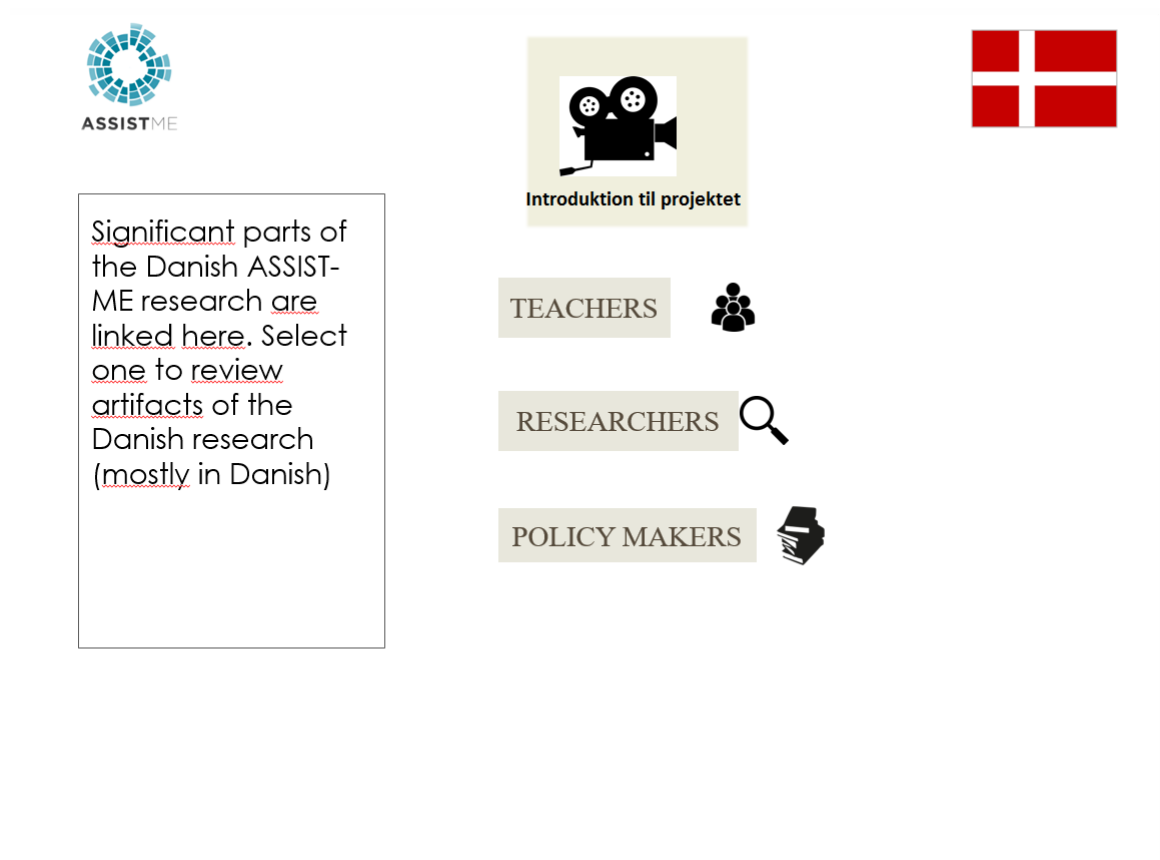 ASSISTME
Introduktion til projektet
Significant parts of
the Danish ASSIST-
ME research are
linked here. Select
one to review
artifacts of the
Danish research
(mostly in Danish)
TEACHERS
RESEARCHERS
POLICY MAKERS